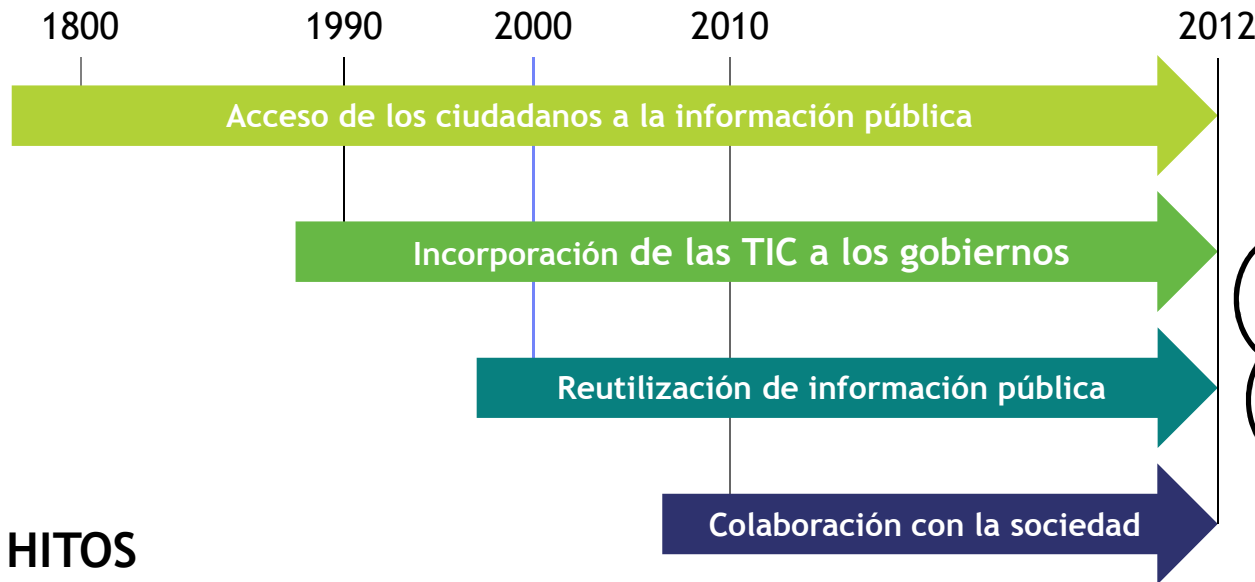 1800 1990 2000 2010 2012
Acceso de los ciudadanos a la información pública
Incorporación de las TIC a los gobiernos
Reutilización de información pública
Colaboración con la sociedad
HITOS